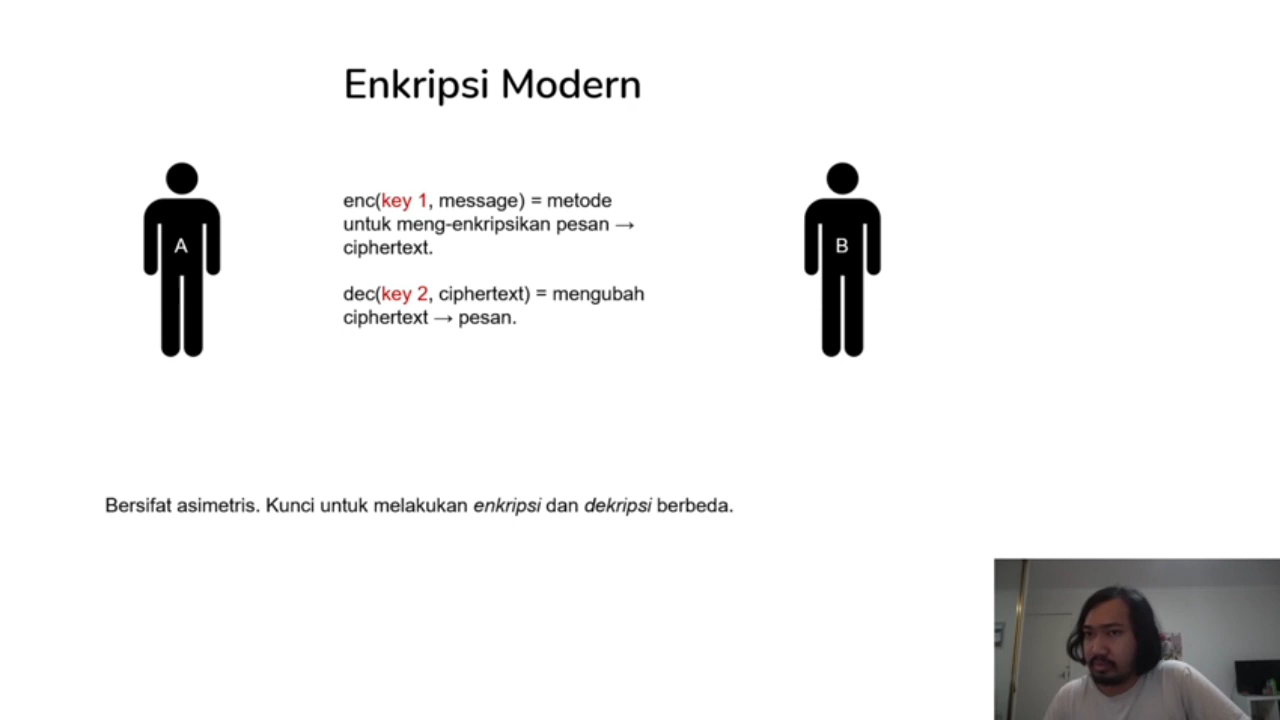 Enkripsi Modern
A
enc(key 1, message) = metode
untuk meng-enkripsikan pesan →
ciphertext.
dec(key 2, ciphertext) = mengubah
ciphertext → pesan.
B
Bersifat asimetris. Kunci untuk melakukan enkripsi dan dekripsi berbeda.